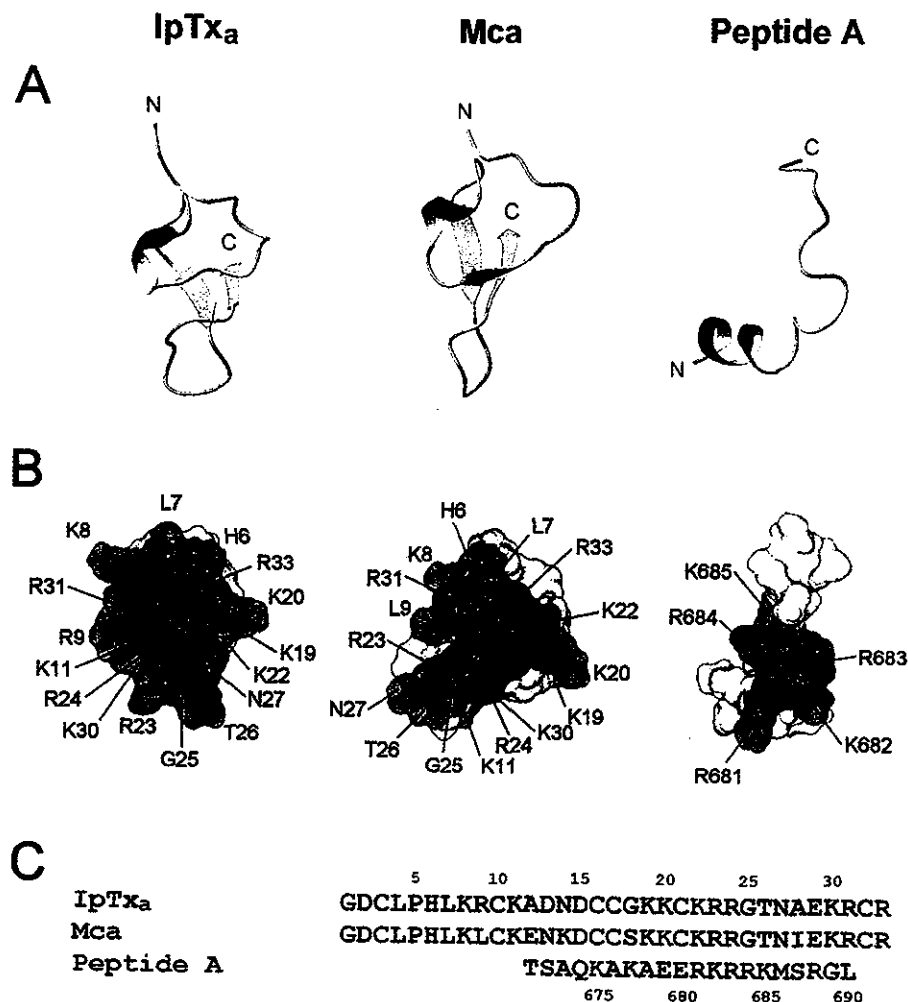 IpTxa Mca Peptide A
A
N N C
C C
N
B
L7 H6 L7 R33 K685
K8 H6 K8 R684
R31 R33 R31 K22 R683
R9 K20 L9 K682
K11 K19 R23 K20 R681
R24 K22 N27 K19
K30 N27 T26 K30
R23 T26 G25 R24
G25 K11
C
5 10 15 20 25 30
IpTxa GDCLPHLKRCKADNDCCGKKCKRRGTNAEKRCR
Mca GDCLPHLKLCKENKDCCSKKCKRRGTNIEKRCR
Peptide A TSAQKAKAEERKRRKMSRGL
675 680 685 690